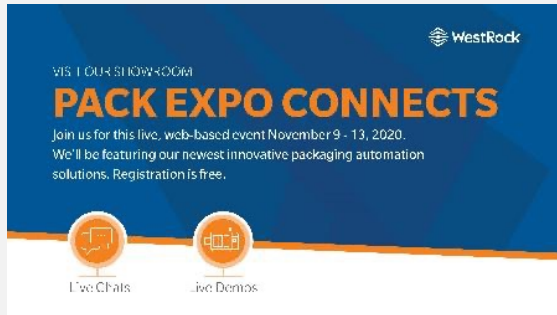 WestRock
VISIT OUR SHOWROOM
PACK EXPO CONNECTS
Join us for this live, web-based event November 9 - 13, 2020.
We'll be featuring our newest innovative packaging automation
solutions. Registration is free.
Live Chats
Live Demos